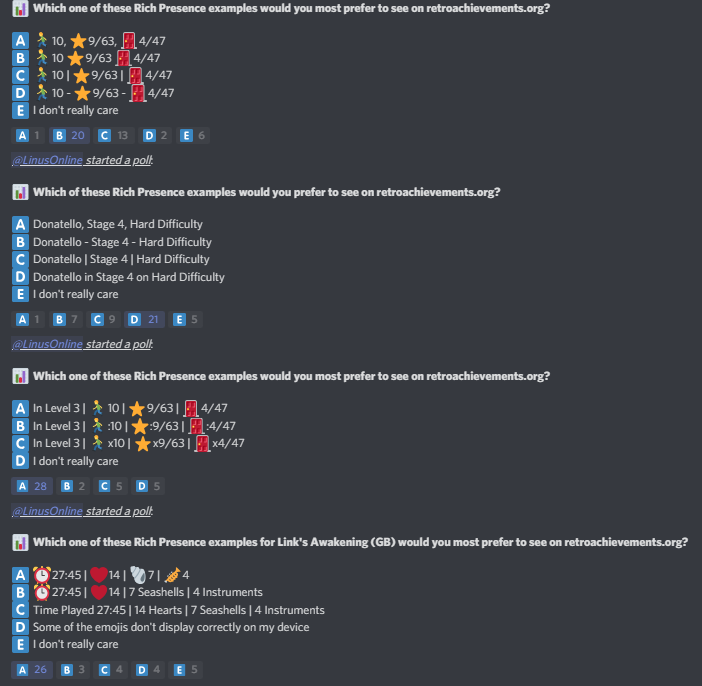 📊 Which one of these Rich Presence examples would you most prefer to see on retroachievements.org?
A 🚶 10, ⭐ 9/63, 🚪 4/47
B 🚶 10 ⭐ 9/63 🚪 4/47
C 🚶 10 | ⭐ 9/63 | 🚪 4/47
D 🚶 10 - ⭐ 9/63 - 🚪 4/47
E I don't really care
A 1 B 20 C 13 D 2 E 6
@LinusOnline started a poll:
📊 Which of these Rich Presence examples would you prefer to see on retroachievements.org?
A Donatello, Stage 4, Hard Difficulty
B Donatello - Stage 4 - Hard Difficulty
C Donatello | Stage 4 | Hard Difficulty
D Donatello in Stage 4 on Hard Difficulty
E I don't really care
A 1 B 7 C 9 D 21 E 5
@LinusOnline started a poll:
📊 Which one of these Rich Presence examples would you most prefer to see on retroachievements.org?
A In Level 3 | 🚶 10 | ⭐ 9/63 | 🚪 4/47
B In Level 3 | 🚶 :10 | ⭐:9/63 | 🚪 :4/47
C In Level 3 | 🚶 x10 | ⭐x9/63 | 🚪 x4/47
D I don't really care
A 28 B 2 C 5 D 5
@LinusOnline started a poll:
📊 Which one of these Rich Presence examples for Link's Awakening (GB) would you most prefer to see on retroachievements.org?
A ⏰27:45 | ❤️14 | 🐚7 | 🎺 4
B ⏰27:45 | ❤️14 | 7 Seashells | 4 Instruments
C Time Played 27:45 | 14 Hearts | 7 Seashells | 4 Instruments
D Some of the emojis don't display correctly on my device
E I don't really care
A 26 B 3 C 4 D 4 E 5